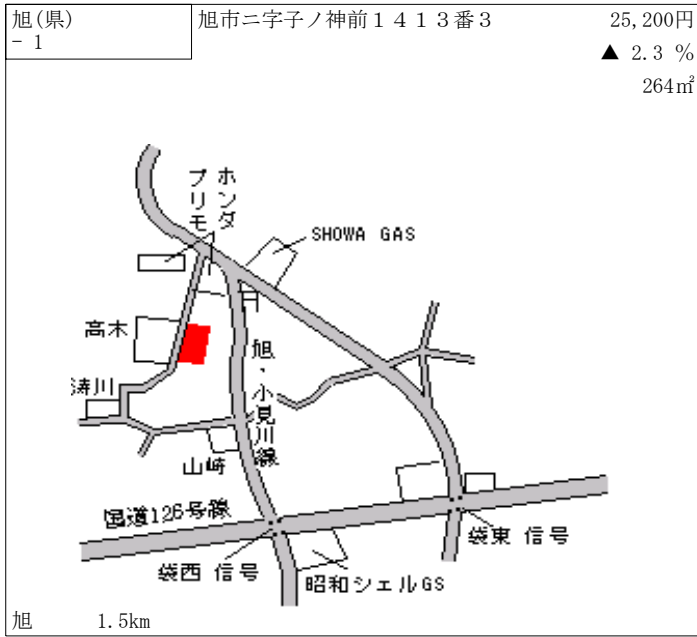 旭(県)
- 1
旭市ニ字子ノ神前1413番3
25,200円
▲ 2.3 %
264㎡
ホンダ
プリモ
SHOWA GAS
高木
旭・小見川線
涛川
山崎
国道126号線
袋東 信号
袋西 信号
昭和シェルGS
旭 1.5km